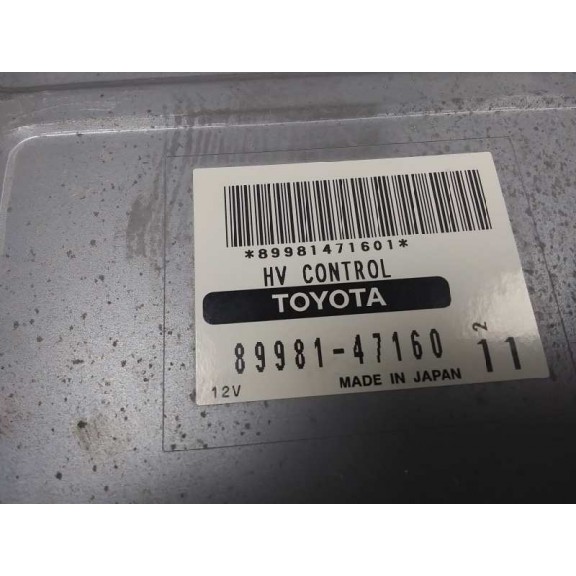 *89981471601*
HV CONTROL
TOYOTA
89981-47160 2
12V MADE IN JAPAN 11